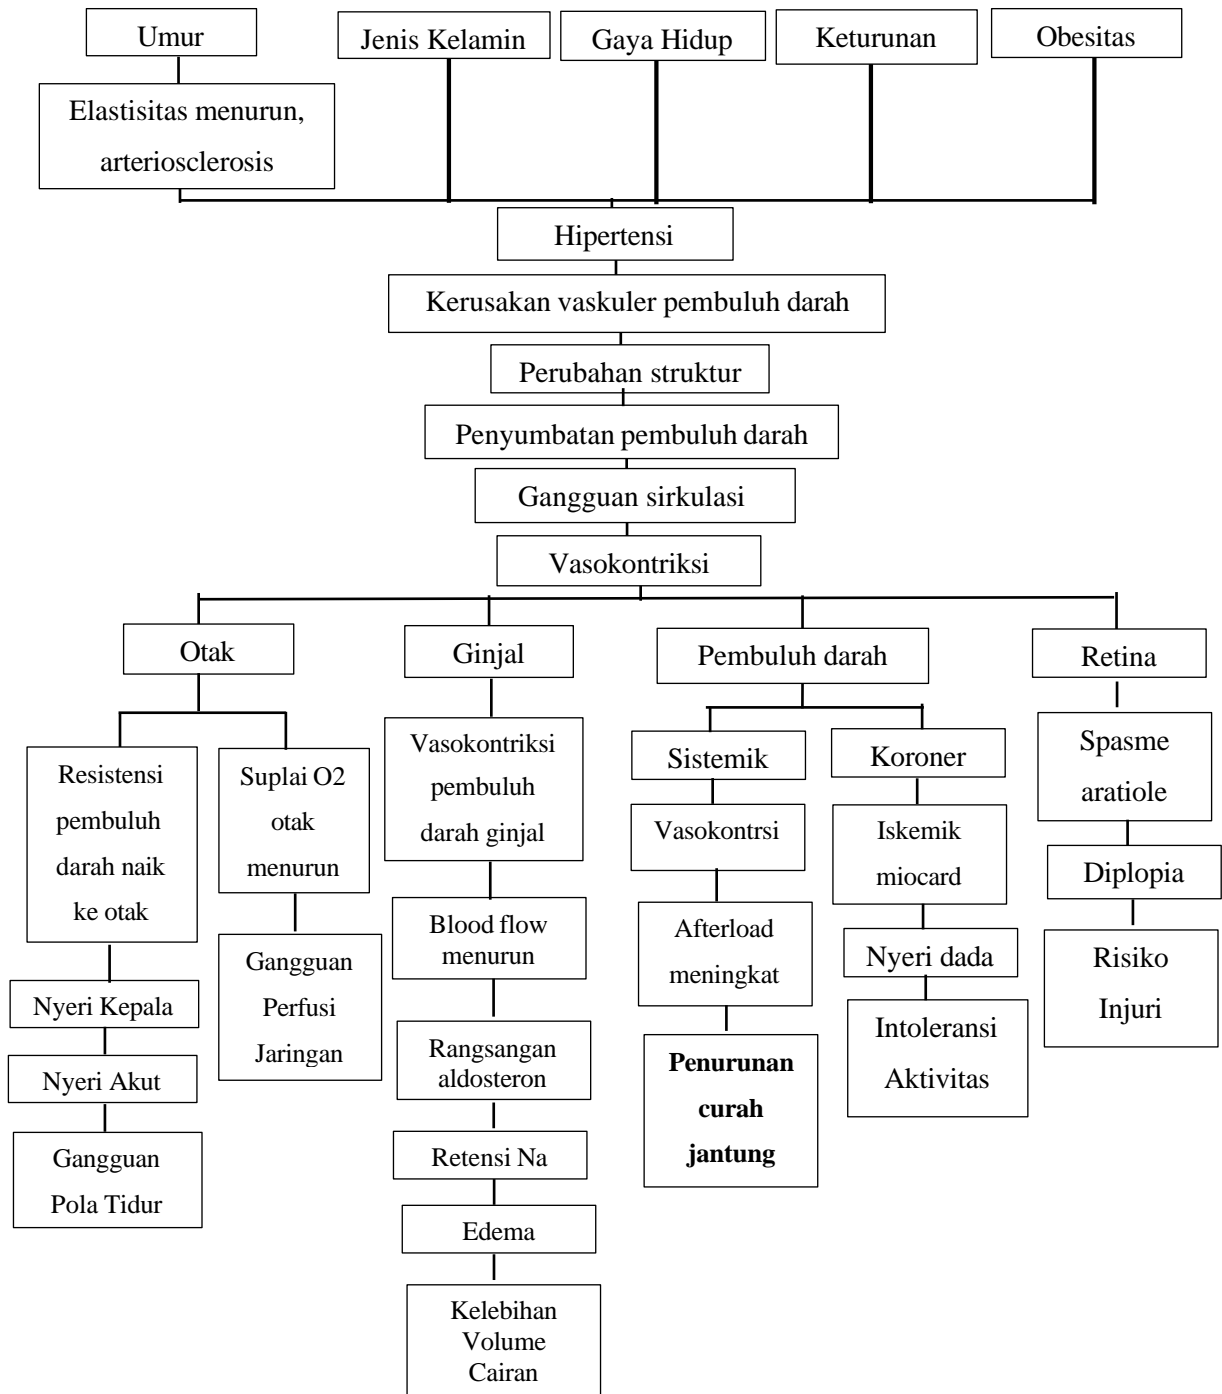 Umur
Jenis Kelamin
Gaya Hidup
Keturunan
Obesitas
Elastisitas menurun,
arteriosclerosis
Hipertensi
Kerusakan vaskuler pembuluh darah
Perubahan struktur
Penyumbatan pembuluh darah
Gangguan sirkulasi
Vasokontriksi
Otak
Ginjal
Pembuluh darah
Retina
Resistensi
pembuluh
darah naik
ke otak
Suplai O2
otak
menurun
Vasokontriksi
pembuluh
darah ginjal
Sistemik
Koroner
Spasme
aratiole
Vasokontrsi
Iskemik
miocard
Diplopia
Nyeri Kepala
Gangguan
Perfusi
Jaringan
Blood flow
menurun
Afterload
meningkat
Nyeri dada
Risiko
Injuri
Nyeri Akut
Rangsangan
aldosteron
Penurunan
curah
jantung
Intoleransi
Aktivitas
Gangguan
Pola Tidur
Retensi Na
Edema
Kelebihan
Volume
Cairan